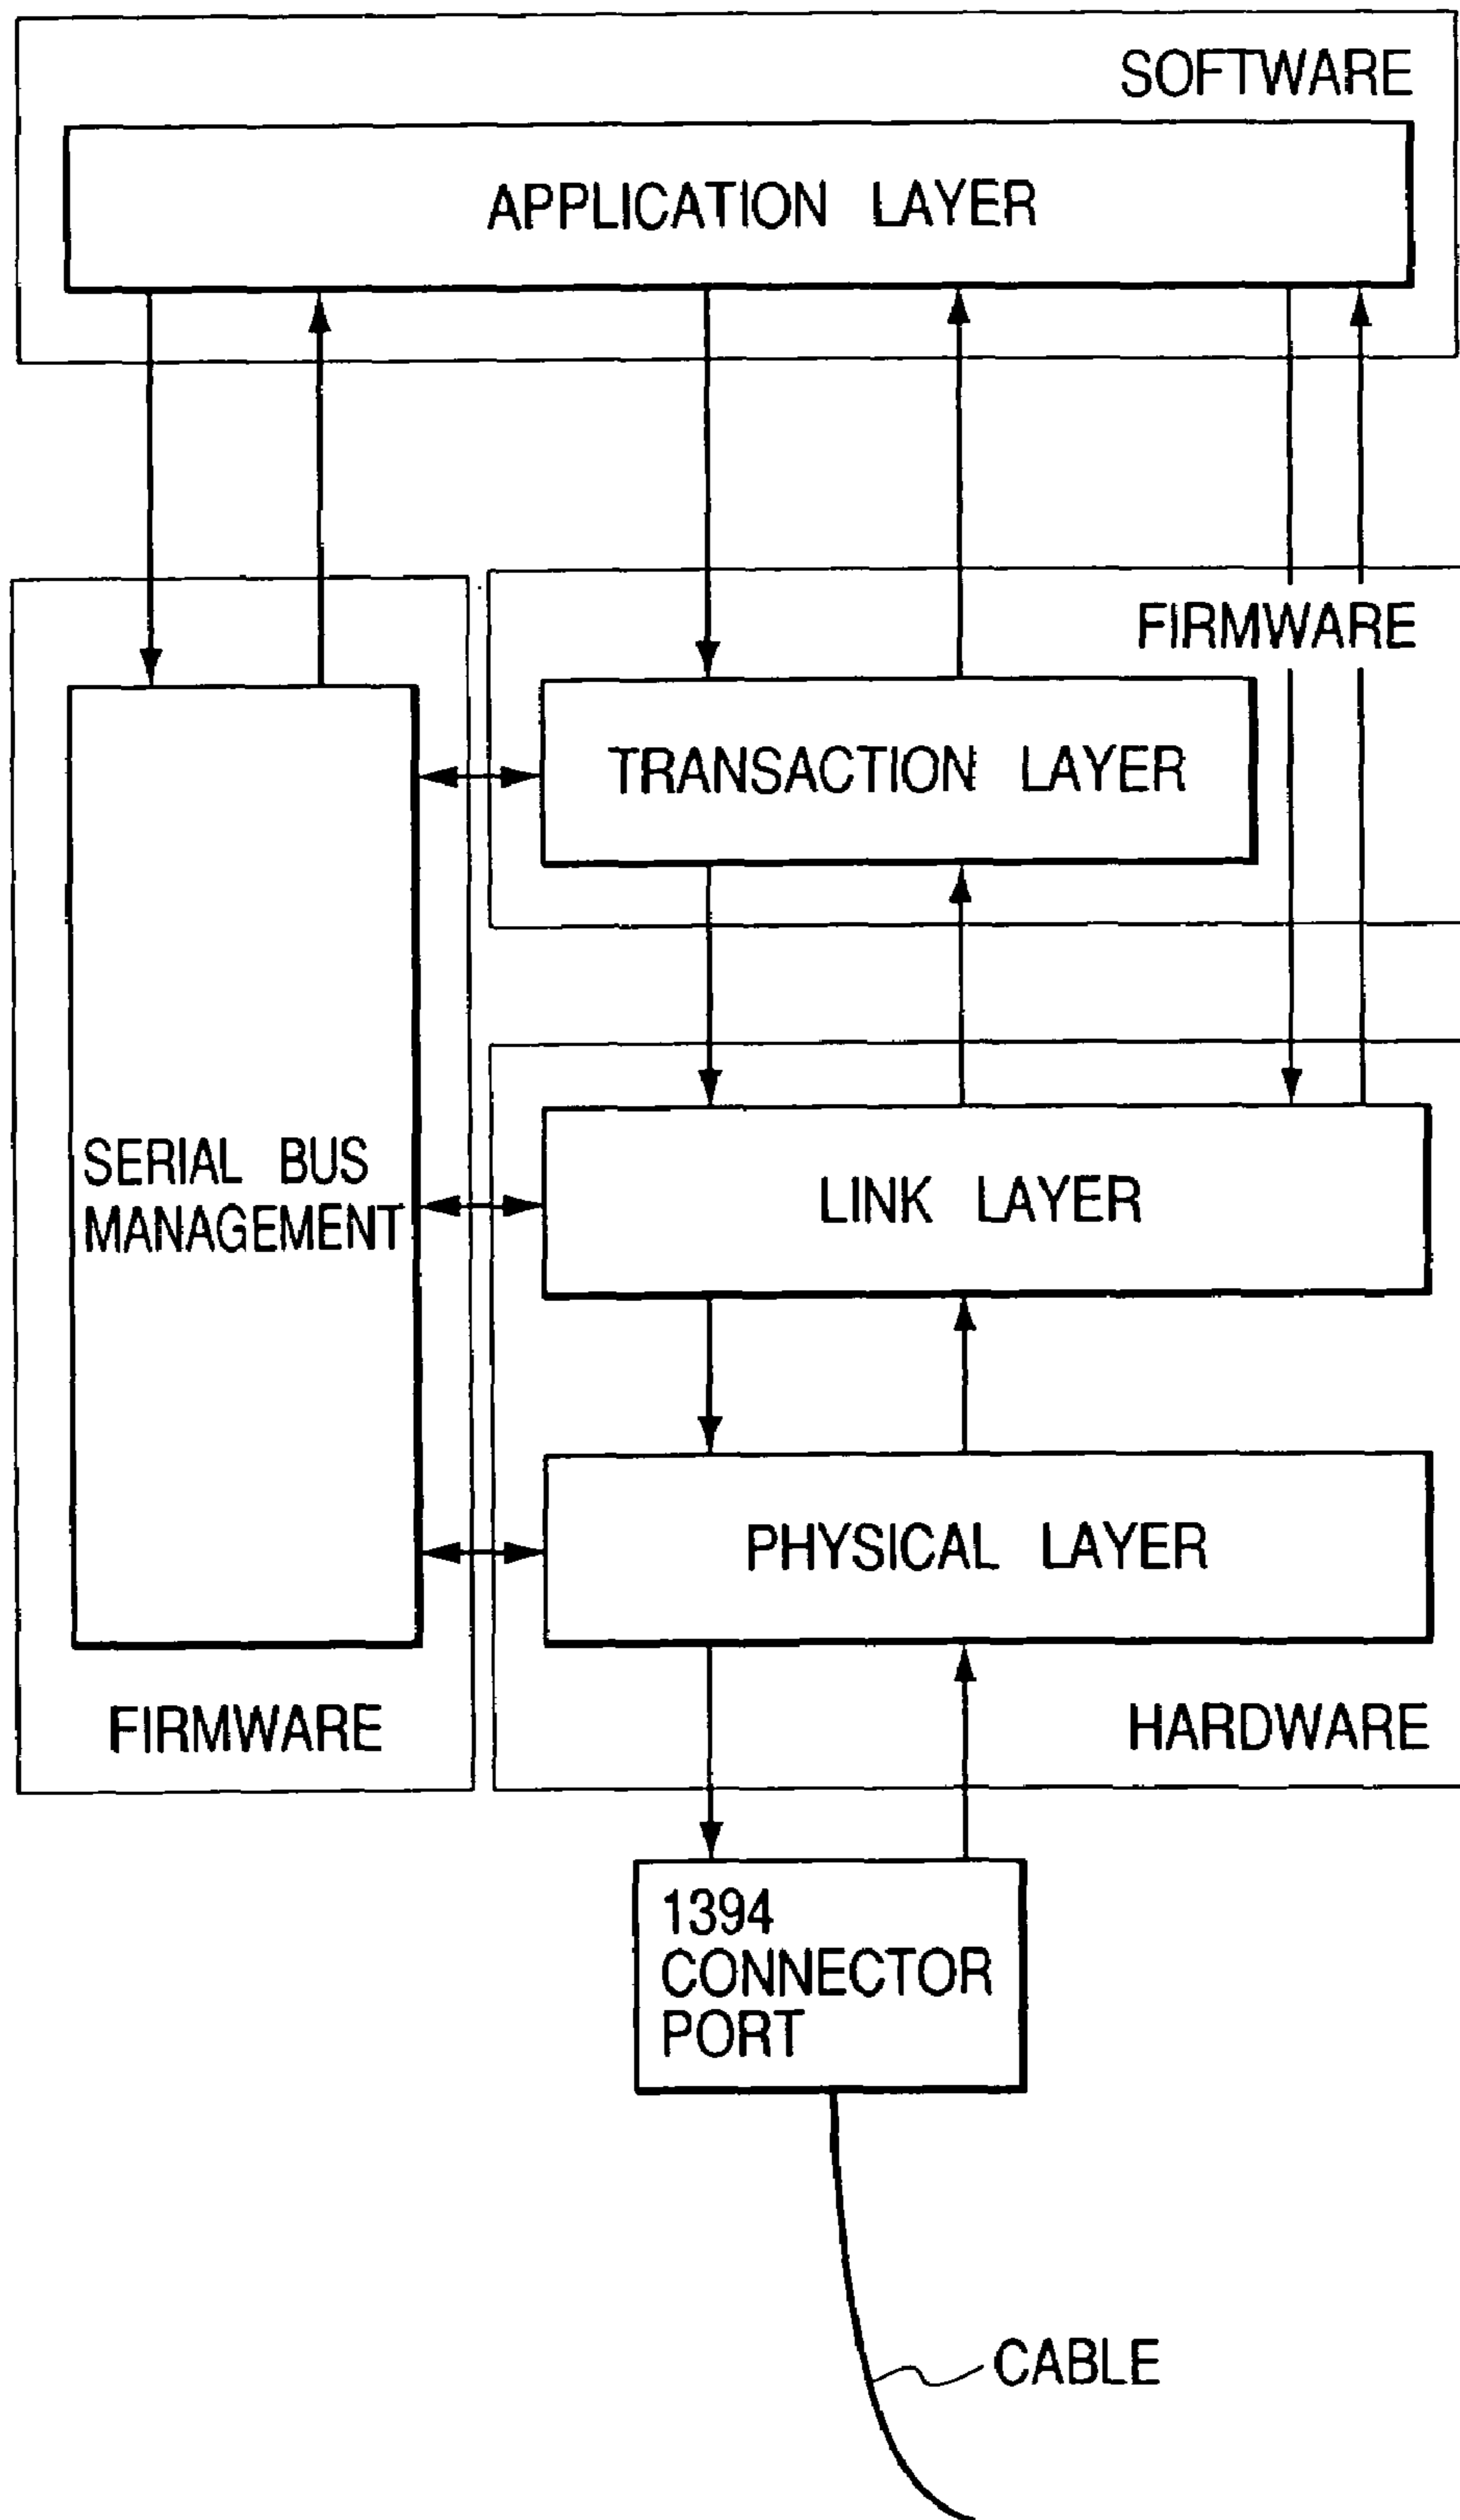 SOFTWARE
APPLICATION LAYER
FIRMWARE
TRANSACTION LAYER
SERIAL BUS
MANAGEMENT
LINK LAYER
PHYSICAL LAYER
FIRMWARE
HARDWARE
1394
CONNECTOR
PORT
CABLE